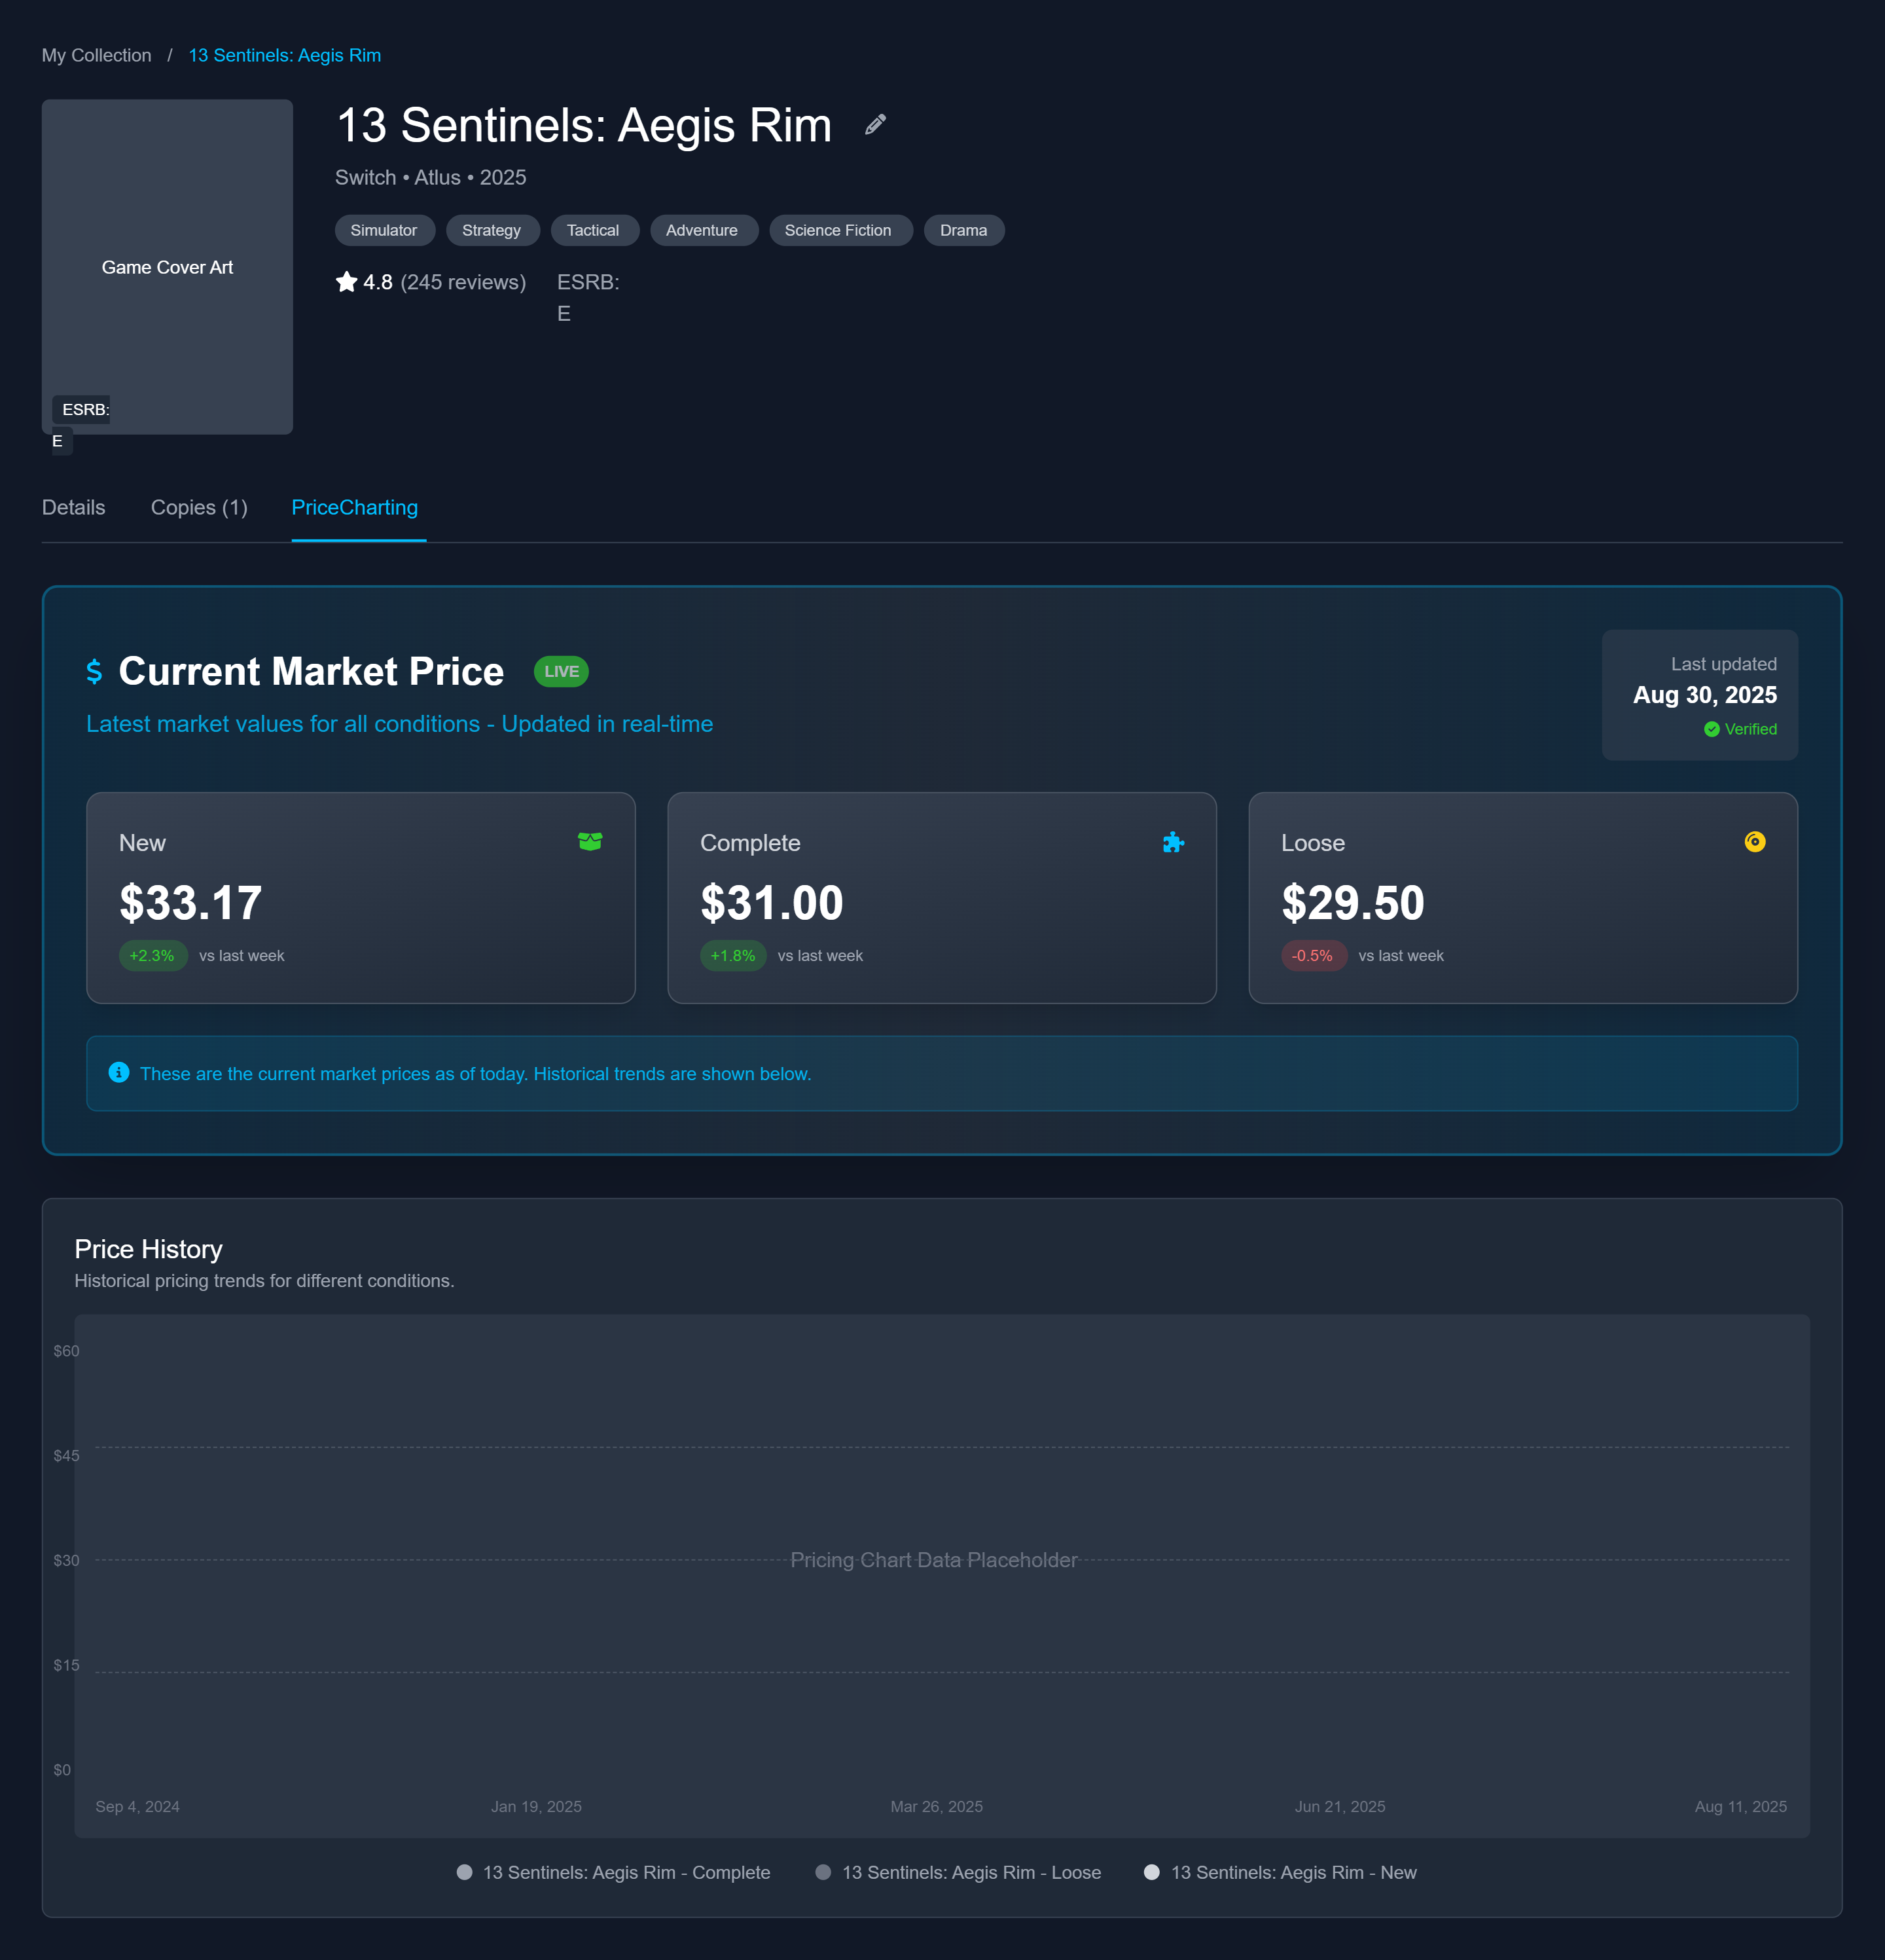 My Collection / 13 Sentinels: Aegis Rim
Game Cover Art
ESRB:
E
13 Sentinels: Aegis Rim
Switch • Atlus • 2025
Simulator Strategy Tactical Adventure Science Fiction Drama
4.8 (245 reviews) ESRB:
E
Details Copies (1) PriceCharting
$ Current Market Price LIVE
Latest market values for all conditions - Updated in real-time
Last updated
Aug 30, 2025
Verified
New
$33.17
+2.3% vs last week
Complete
$31.00
+1.8% vs last week
Loose
$29.50
-0.5% vs last week
These are the current market prices as of today. Historical trends are shown below.
Price History
Historical pricing trends for different conditions.
$60
$45
$30
$15
$0
Pricing Chart Data Placeholder
Sep 4, 2024 Jan 19, 2025 Mar 26, 2025 Jun 21, 2025 Aug 11, 2025
13 Sentinels: Aegis Rim - Complete 13 Sentinels: Aegis Rim - Loose 13 Sentinels: Aegis Rim - New